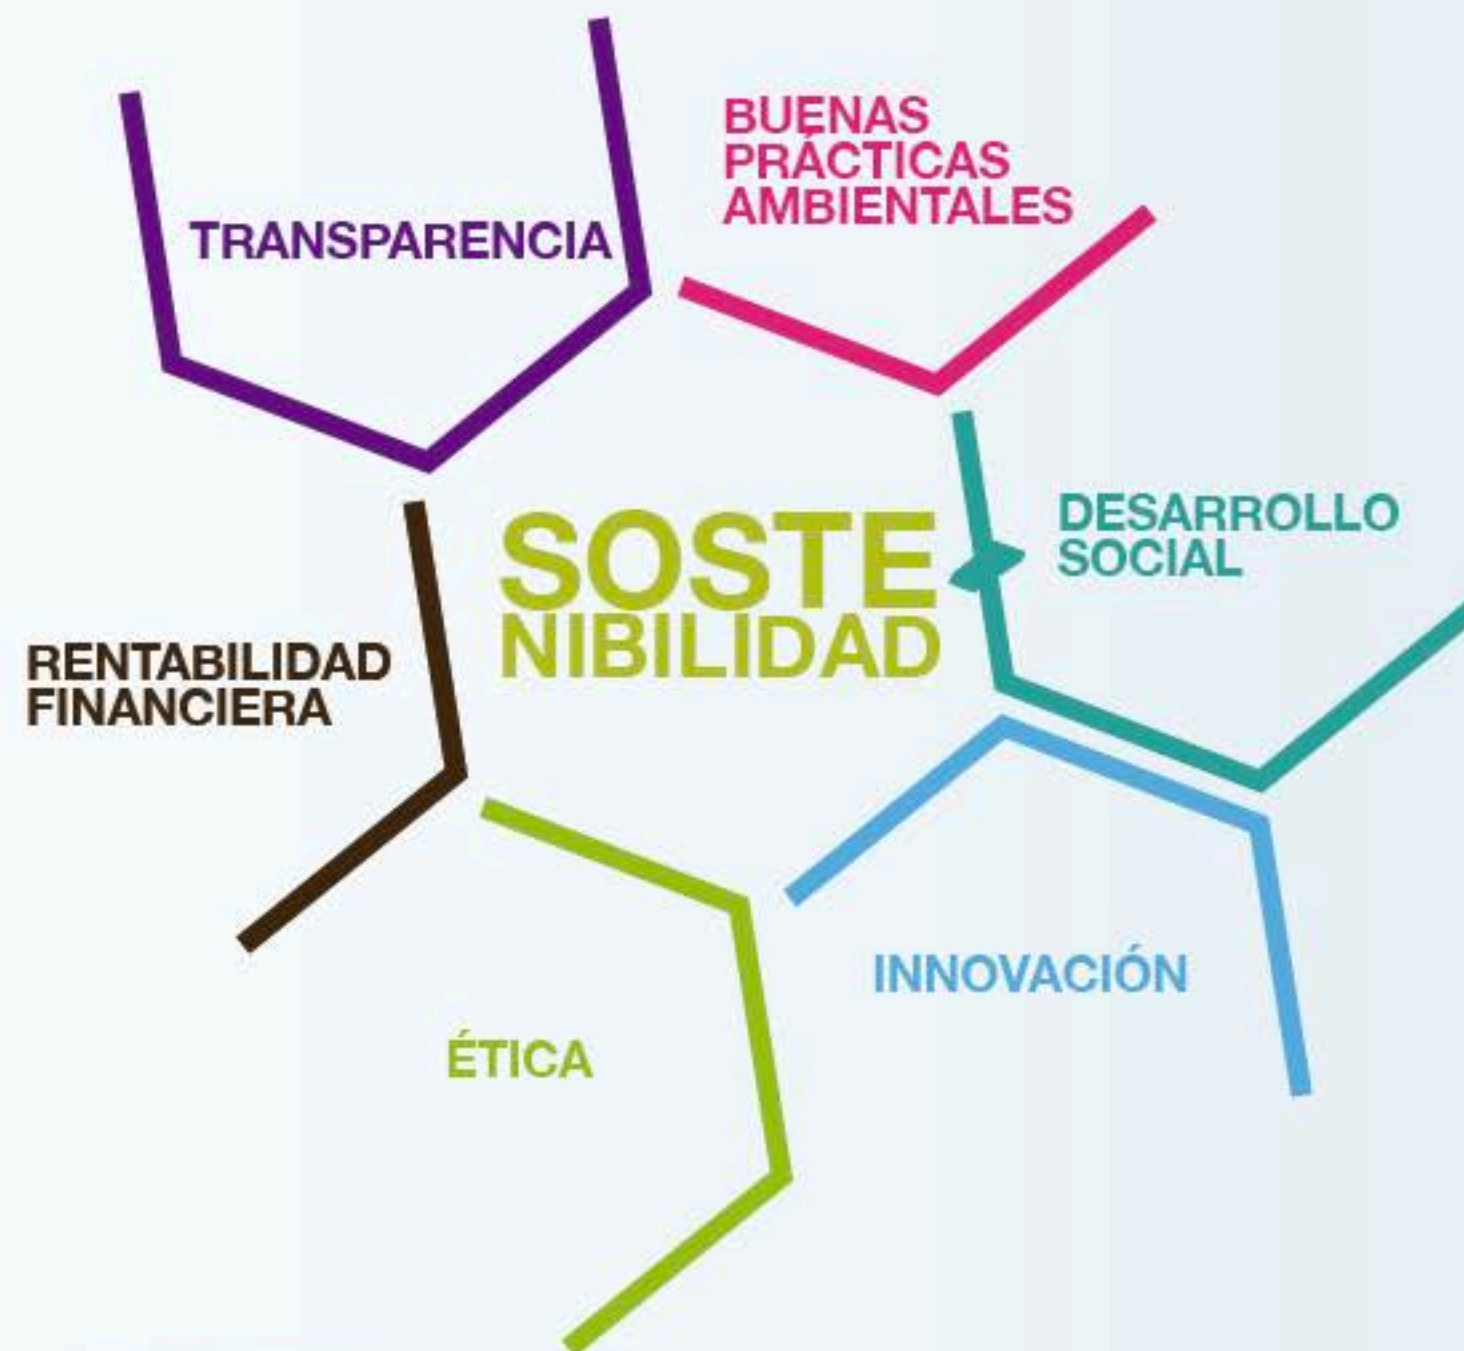 TRANSPARENCIA
BUENAS
PRÁCTICAS
AMBIENTALES
SOSTE
NIBILIDAD
DESARROLLO
SOCIAL
RENTABILIDAD
FINANCIERA
INNOVACIÓN
ÉTICA